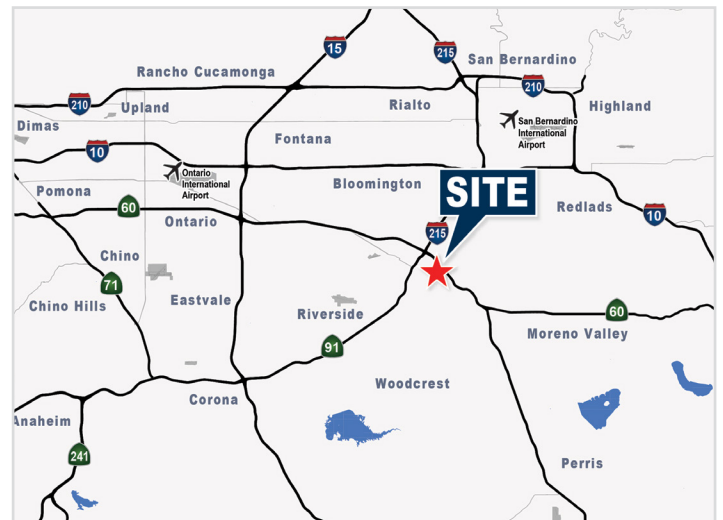 15
215
San Bernardino
Rancho Cucamonga
210
210
Upland
Rialto
Highland
Dimas
San Bernardino
International
Airport
Fontana
10
Ontario
International
Airport
Bloomington
SITE
Pomona
60
Ontario
Redlads
10
215
Chino
71
Chino Hills
Eastvale
Riverside
60
Moreno Valley
91
Woodcrest
Corona
Anaheim
241
Perris